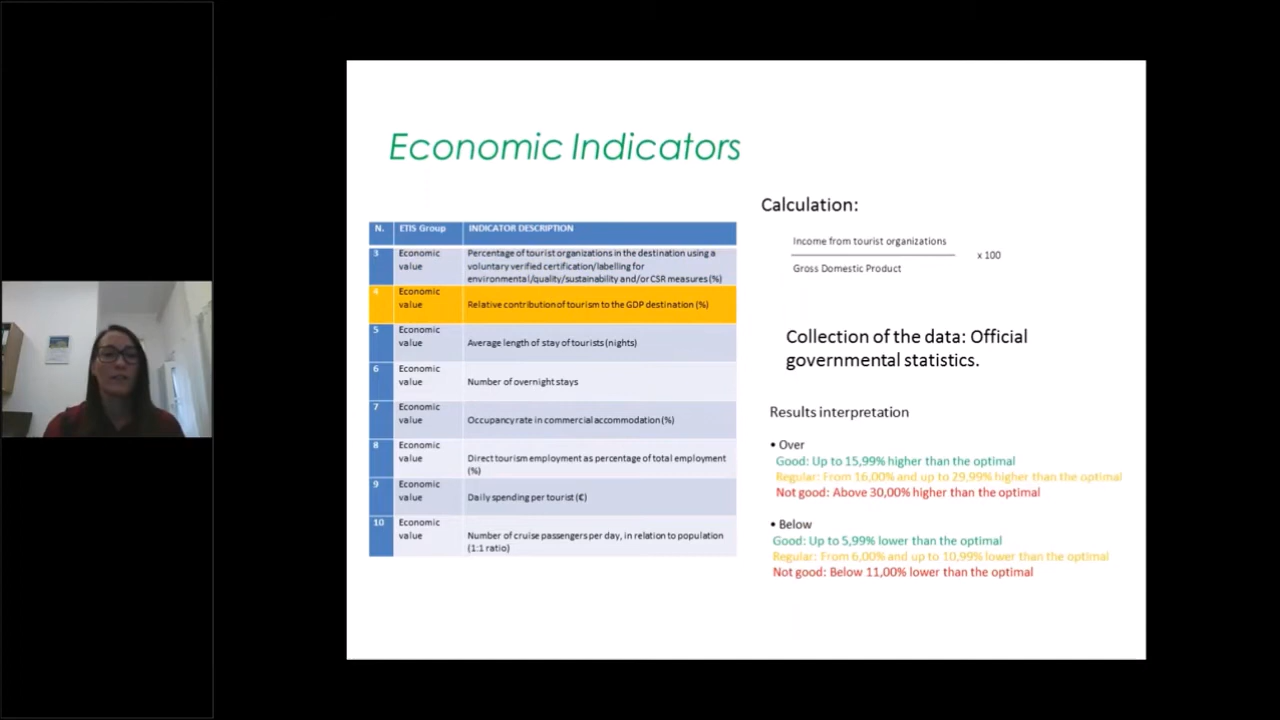 Economic Indicators
N. ETIS Group INDICATOR DESCRIPTION
3 Economic value Percentage of tourist organizations in the destination using a
voluntary verified certification/labelling for
environmental/quality/sustainability and/or CSR measures (%)
4 Economic value Relative contribution of tourism to the GDP destination (%)
5 Economic value Average length of stay of tourists (nights)
6 Economic value Number of overnight stays
7 Economic value Occupancy rate in commercial accommodation (%)
8 Economic value Direct tourism employment as percentage of total employment
(%)
9 Economic value Daily spending per tourist (€)
10 Economic value Number of cruise passengers per day, in relation to population
(1:1 ratio)
Calculation:
Income from tourist organizations
x 100
Gross Domestic Product
Collection of the data: Official
governmental statistics.
Results interpretation
• Over
Good: Up to 15,99% higher than the optimal
Regular: From 16,00% and up to 29,99% higher than the optimal
Not good: Above 30,00% higher than the optimal
• Below
Good: Up to 5,99% lower than the optimal
Regular: From 6,00% and up to 10,99% lower than the optimal
Not good: Below 11,00% lower than the optimal